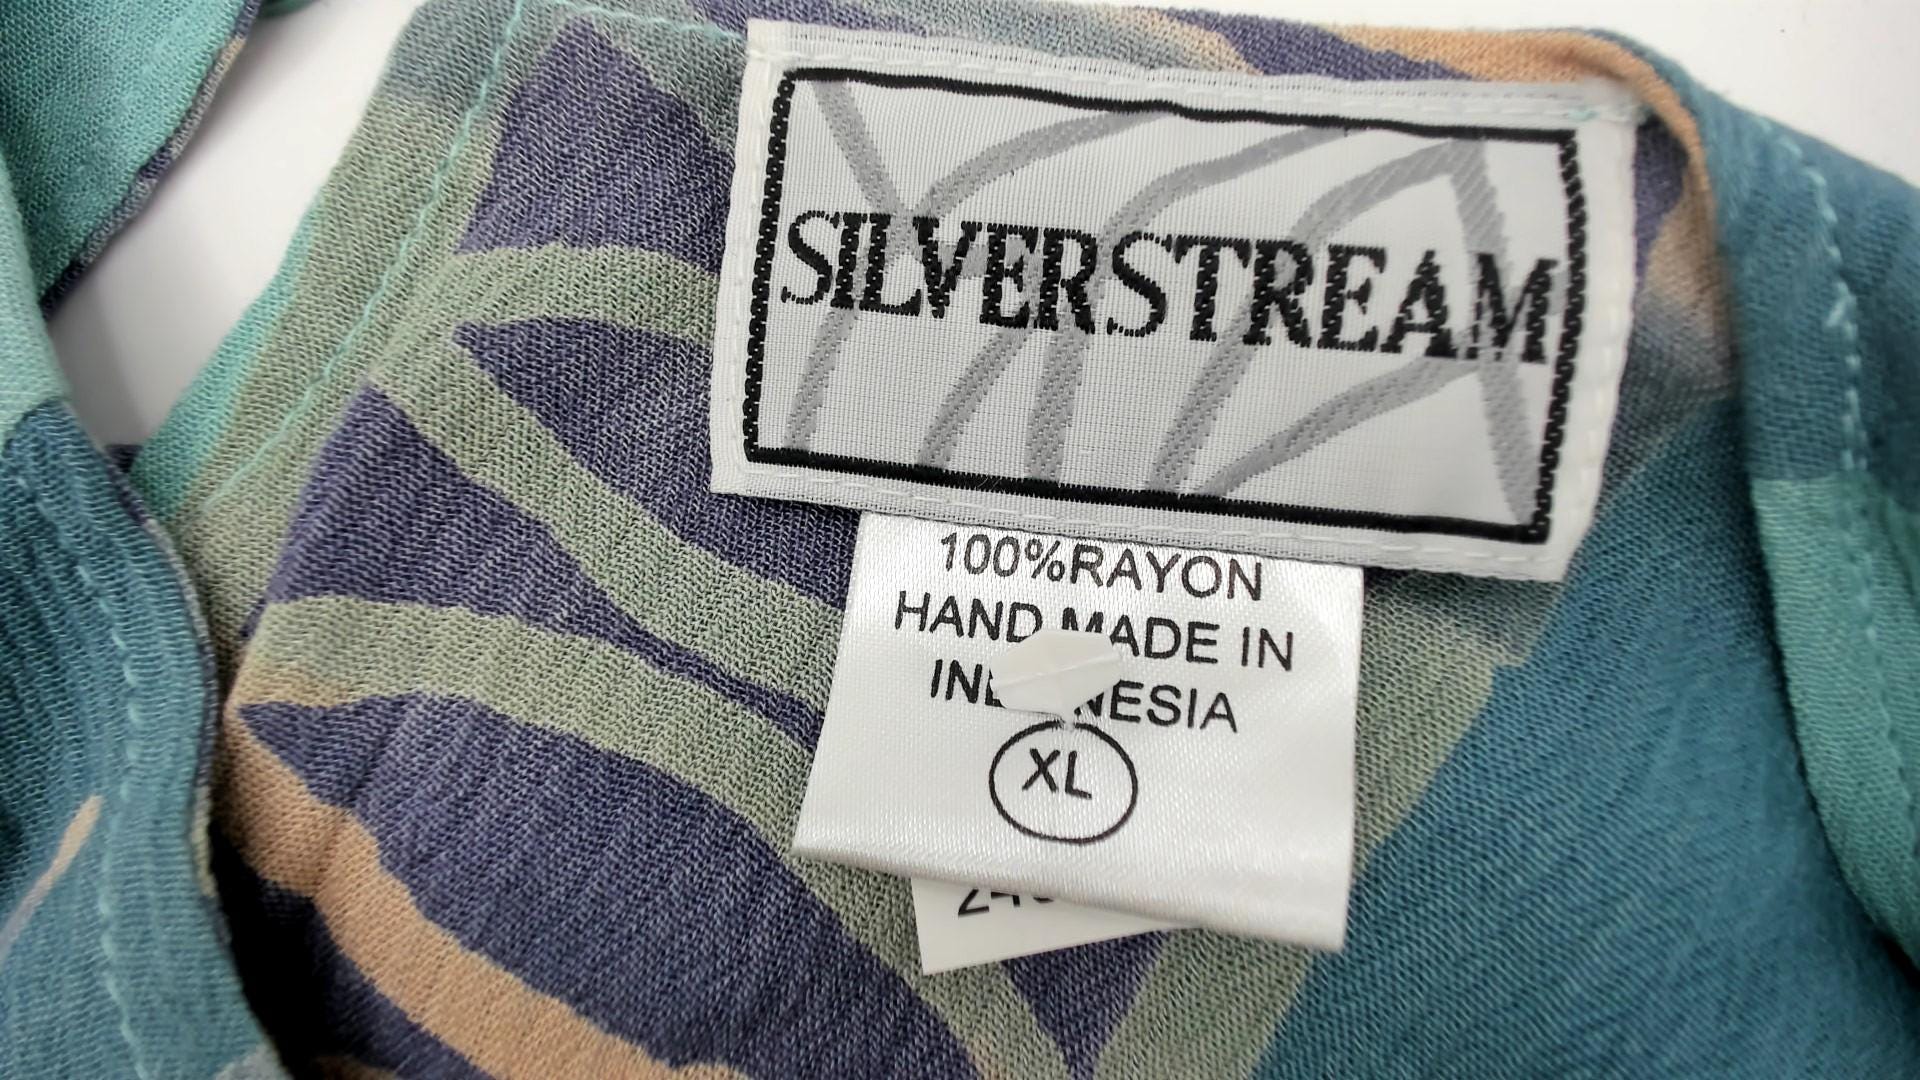 SILVERSTREAM
100%RAYON
HAND MADE IN
INDONESIA
XL